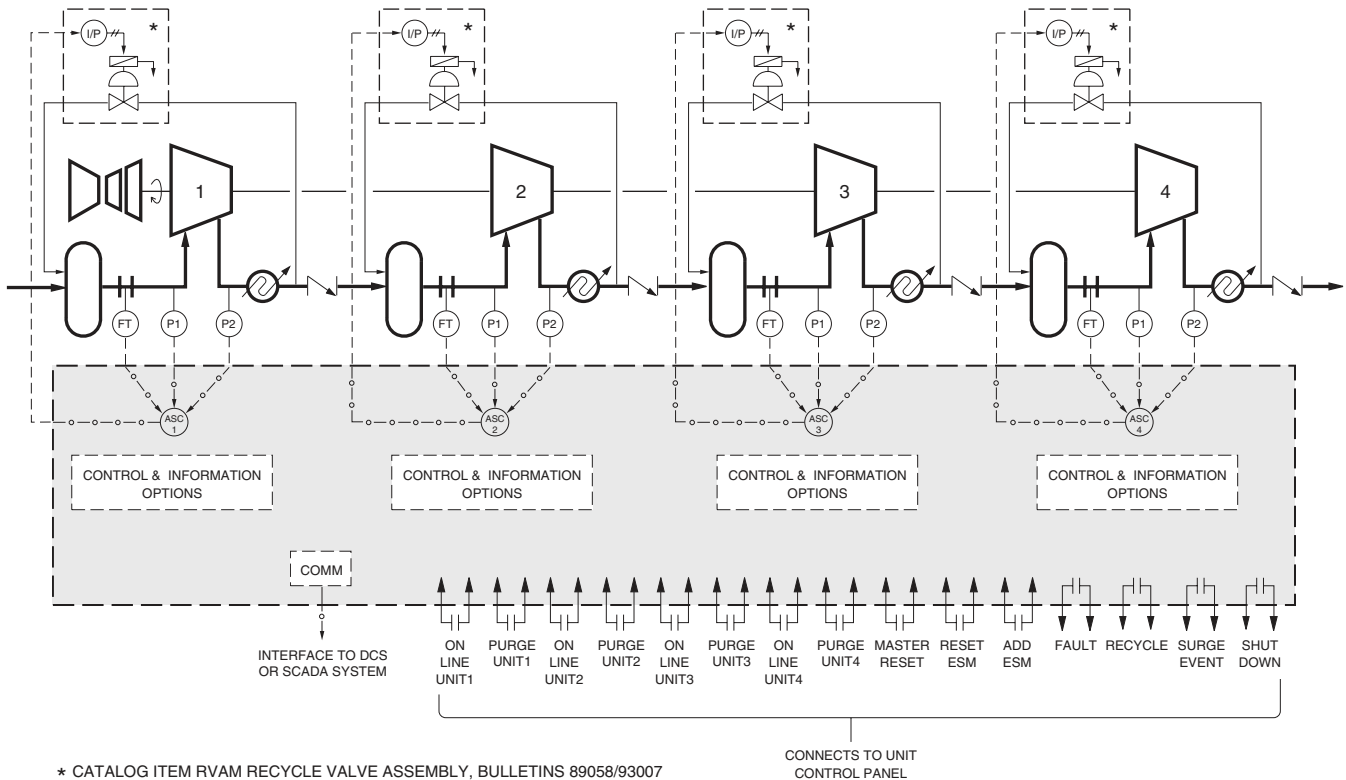 I/P * I/P * I/P * I/P *
1 2 3 4
FT P1 P2 FT P1 P2 FT P1 P2 FT P1 P2
ASC
1
ASC
2
ASC
3
ASC
4
CONTROL & INFORMATION
OPTIONS
CONTROL & INFORMATION
OPTIONS
CONTROL & INFORMATION
OPTIONS
CONTROL & INFORMATION
OPTIONS
COMM
INTERFACE TO DCS
OR SCADA SYSTEM
ON
LINE
UNIT1
PURGE
UNIT1
ON
LINE
UNIT2
PURGE
UNIT2
ON
LINE
UNIT3
PURGE
UNIT3
ON
LINE
UNIT4
PURGE
UNIT4
MASTER
RESET
RESET
ESM
ADD
ESM
FAULT
RECYCLE
SURGE
EVENT
SHUT
DOWN
CONNECTS TO UNIT
CONTROL PANEL
* CATALOG ITEM RVAM RECYCLE VALVE ASSEMBLY, BULLETINS 89058/93007